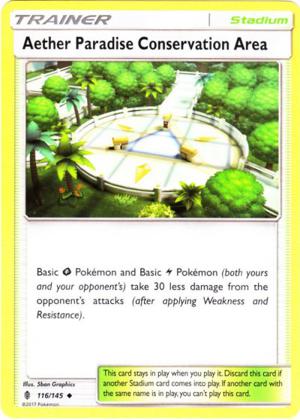 TRAINER
Stadium
Aether Paradise Conservation Area
Basic Pokémon and Basic Pokémon (both yours
and your opponent's) take 30 less damage from the
opponent's attacks (after applying Weakness and
Resistance).
Illus. 5ban Graphics
116/145
©2017 Pokémon
This card stays in play when you play it. Discard this card if
another Stadium card comes into play. If another card with the
same name is in play, you can't play this card.